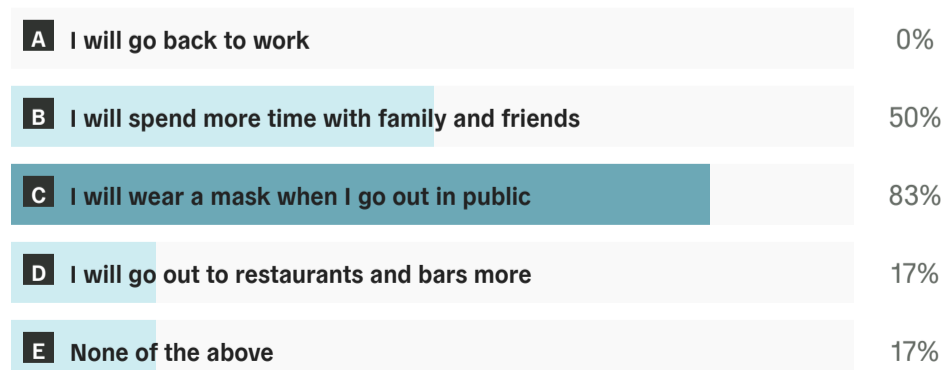 A I will go back to work 0%
B I will spend more time with family and friends 50%
C I will wear a mask when I go out in public 83%
D I will go out to restaurants and bars more 17%
E None of the above 17%